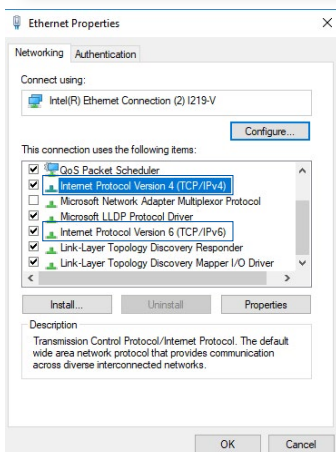 Ethernet Properties
Networking Authentication
Connect using:
Intel(R) Ethernet Connection (2) I219-V
Configure...
This connection uses the following items:
QoS Packet Scheduler
Internet Protocol Version 4 (TCP/IPv4)
Microsoft Network Adapter Multiplexor Protocol
Microsoft LLDP Protocol Driver
Internet Protocol Version 6 (TCP/IPv6)
Link-Layer Topology Discovery Responder
Link-Layer Topology Discovery Mapper I/O Driver
Install... Uninstall Properties
Description
Transmission Control Protocol/Internet Protocol. The default
wide area network protocol that provides communication
across diverse interconnected networks.
OK Cancel